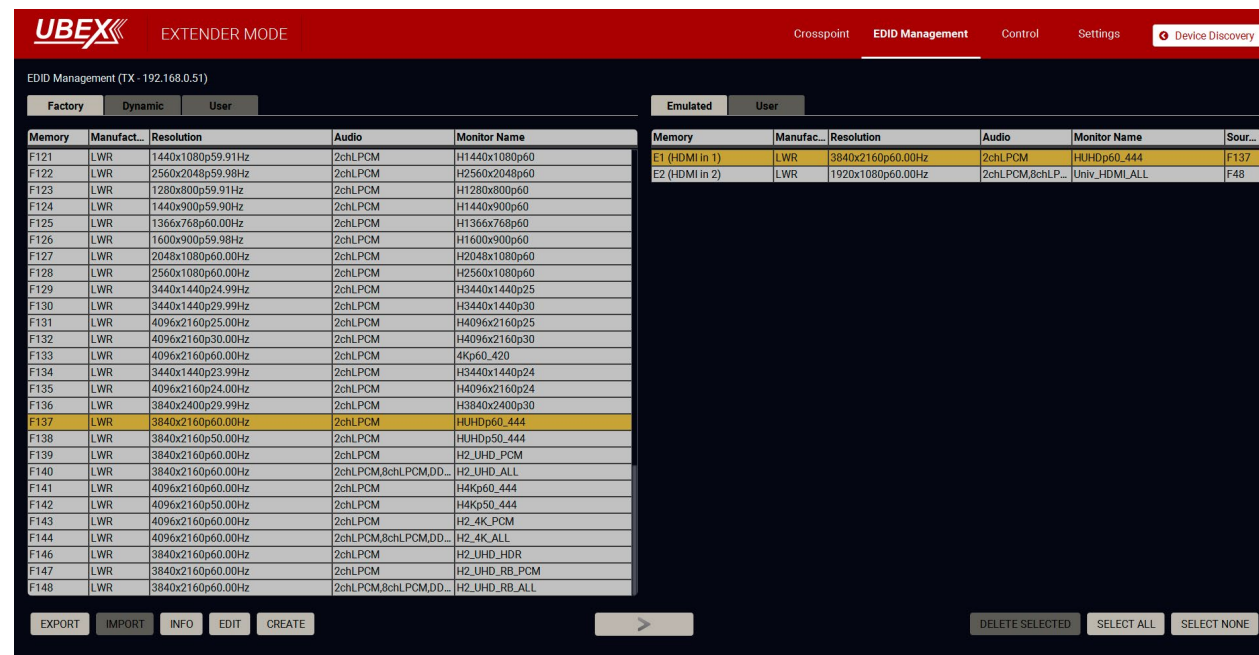 UBEX EXTENDER MODE Crosspoint EDID Management Control Settings Device Discovery
EDID Management (TX - 192.168.0.51)
Factory Dynamic User Emulated User
Memory Manufact... Resolution Audio Monitor Name Memory Manufac... Resolution Audio Monitor Name Sour...
F121 LWR 1440x1080p59.91Hz 2chLPCM H1440x1080p60 E1 (HDMI in 1) LWR 3840x2160p60.00Hz 2chLPCM HUHDp60_444 F137
F122 LWR 2560x2048p59.98Hz 2chLPCM H2560x2048p60 E2 (HDMI in 2) LWR 1920x1080p60.00Hz 2chLPCM,8chLP... Univ_HDMI_ALL F48
F123 LWR 1280x800p59.91Hz 2chLPCM H1280x800p60
F124 LWR 1440x900p59.90Hz 2chLPCM H1440x900p60
F125 LWR 1366x768p60.00Hz 2chLPCM H1366x768p60
F126 LWR 1600x900p59.98Hz 2chLPCM H1600x900p60
F127 LWR 2048x1080p60.00Hz 2chLPCM H2048x1080p60
F128 LWR 2560x1080p60.00Hz 2chLPCM H2560x1080p60
F129 LWR 3440x1440p24.99Hz 2chLPCM H3440x1440p25
F130 LWR 3440x1440p29.99Hz 2chLPCM H3440x1440p30
F131 LWR 4096x2160p25.00Hz 2chLPCM H4096x2160p25
F132 LWR 4096x2160p30.00Hz 2chLPCM H4096x2160p30
F133 LWR 4096x2160p60.00Hz 2chLPCM 4Kp60_420
F134 LWR 3440x1440p23.99Hz 2chLPCM H3440x1440p24
F135 LWR 4096x2160p24.00Hz 2chLPCM H4096x2160p24
F136 LWR 3840x2400p29.99Hz 2chLPCM H3840x2400p30
F137 LWR 3840x2160p60.00Hz 2chLPCM HUHDp60_444
F138 LWR 3840x2160p50.00Hz 2chLPCM HUHDp50_444
F139 LWR 3840x2160p60.00Hz 2chLPCM H2_UHD_PCM
F140 LWR 3840x2160p60.00Hz 2chLPCM,8chLPCM,DD... H2_UHD_ALL
F141 LWR 4096x2160p60.00Hz 2chLPCM H4Kp60_444
F142 LWR 4096x2160p50.00Hz 2chLPCM H4Kp50_444
F143 LWR 4096x2160p60.00Hz 2chLPCM H2_4K_PCM
F144 LWR 4096x2160p60.00Hz 2chLPCM,8chLPCM,DD... H2_4K_ALL
F146 LWR 3840x2160p60.00Hz 2chLPCM H2_UHD_HDR
F147 LWR 3840x2160p60.00Hz 2chLPCM H2_UHD_RB_PCM
F148 LWR 3840x2160p60.00Hz 2chLPCM,8chLPCM,DD... H2_UHD_RB_ALL
EXPORT IMPORT INFO EDIT CREATE > DELETE SELECTED SELECT ALL SELECT NONE